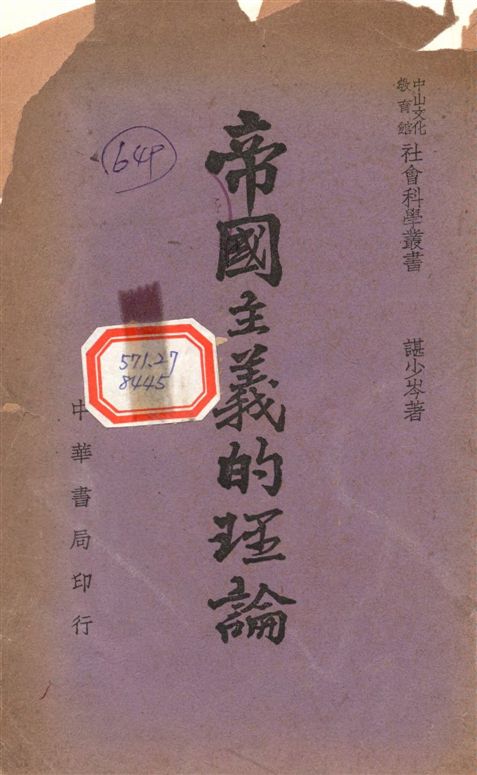 中山文化
教育館
社會科學叢書
諶少岑著
帝國主義的理論
649
571.27
8445
中華書局印行